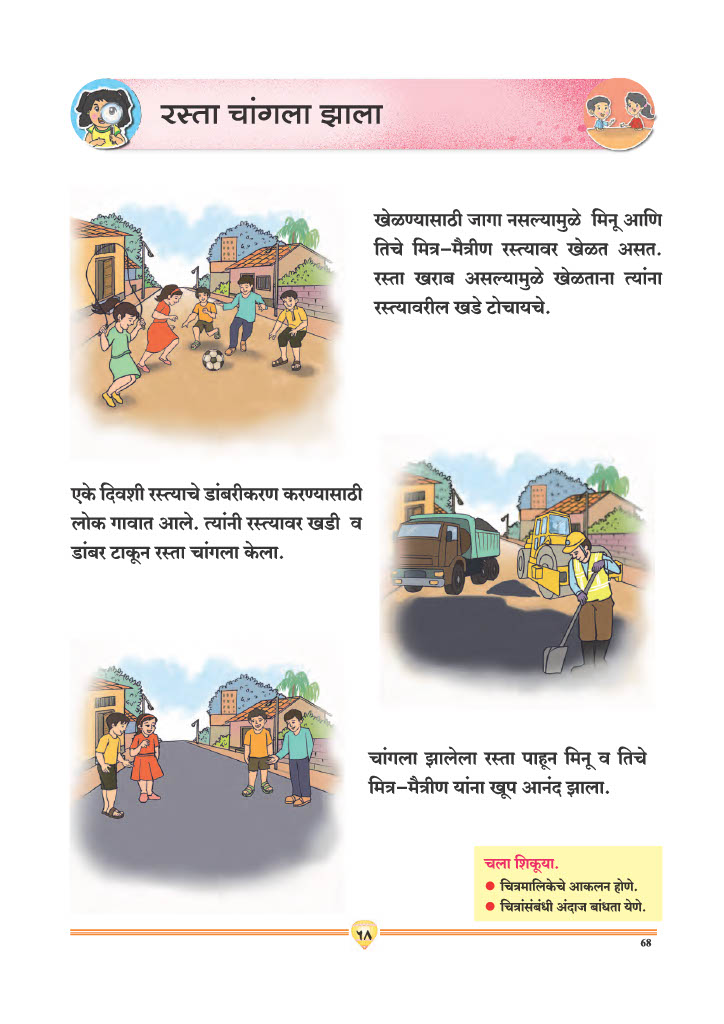 रस्ता चांगला झाला
खेळण्यासाठी जागा नसल्यामुळे मिनू आणि
तिचे मित्र–मैत्रीण रस्त्यावर खेळत असत.
रस्ता खराब असल्यामुळे खेळताना त्यांना
रस्त्यावरील खडे टोचायचे.
एके दिवशी रस्त्याचे डांबरीकरण करण्यासाठी
लोक गावात आले. त्यांनी रस्त्यावर खडी व
डांबर टाकून रस्ता चांगला केला.
चांगला झालेला रस्ता पाहून मिनू व तिचे
मित्र–मैत्रीण यांना खूप आनंद झाला.
चला शिकूया.
● चित्रमालिकेचे आकलन होणे.
● चित्रांसंबंधी अंदाज बांधता येणे.
५८
68